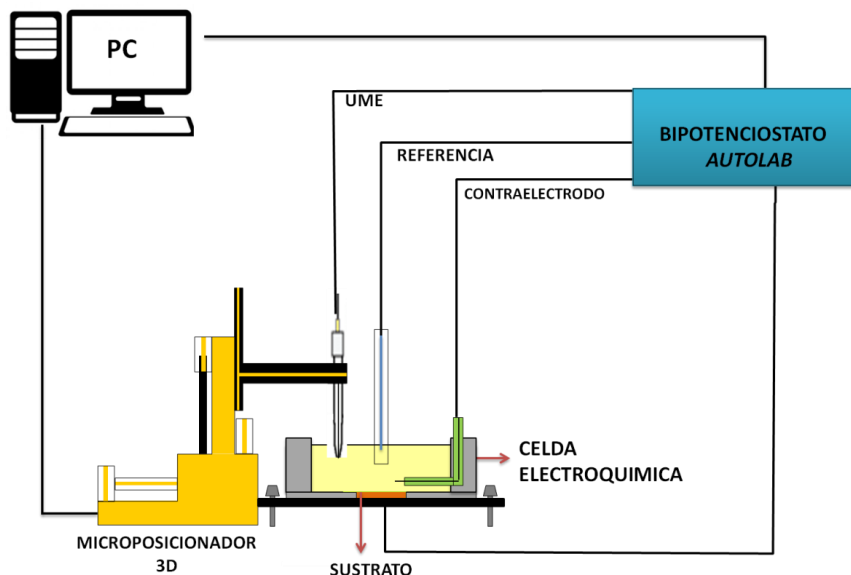 PC
UME
BIPOTENCIOSTATO
AUTOLAB
REFERENCIA
CONTRAELECTRODO
CELDA
ELECTROQUIMICA
MICROPOSICIONADOR
3D
SUSTRATO